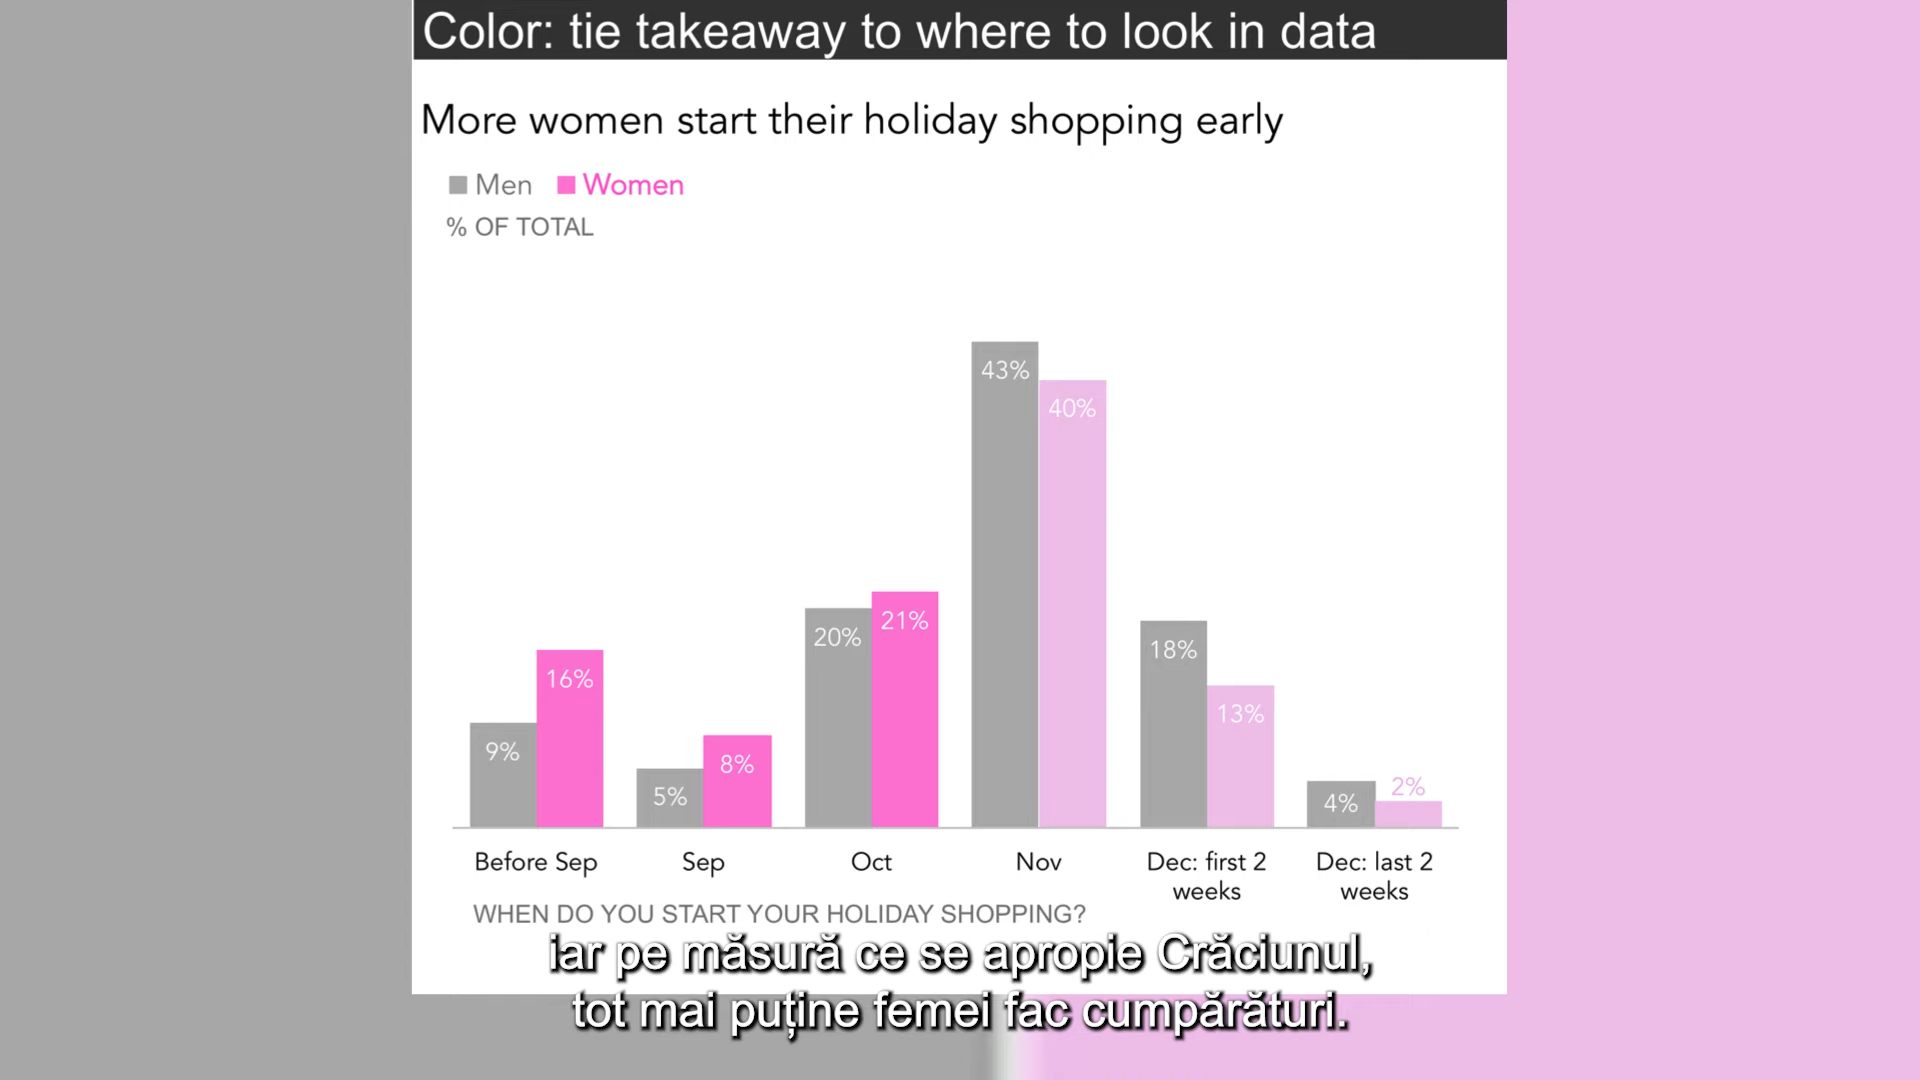 Color: tie takeaway to where to look in data
More women start their holiday shopping early
Men Women
% OF TOTAL
43%
40%
21%
20%
18%
16%
13%
9%
8%
5%
4%
2%
Before Sep Sep Oct Nov Dec: first 2 weeks Dec: last 2 weeks
WHEN DO YOU START YOUR HOLIDAY SHOPPING?
iar pe măsură ce se apropie Crăciunul,
tot mai puține femei fac cumpărături.